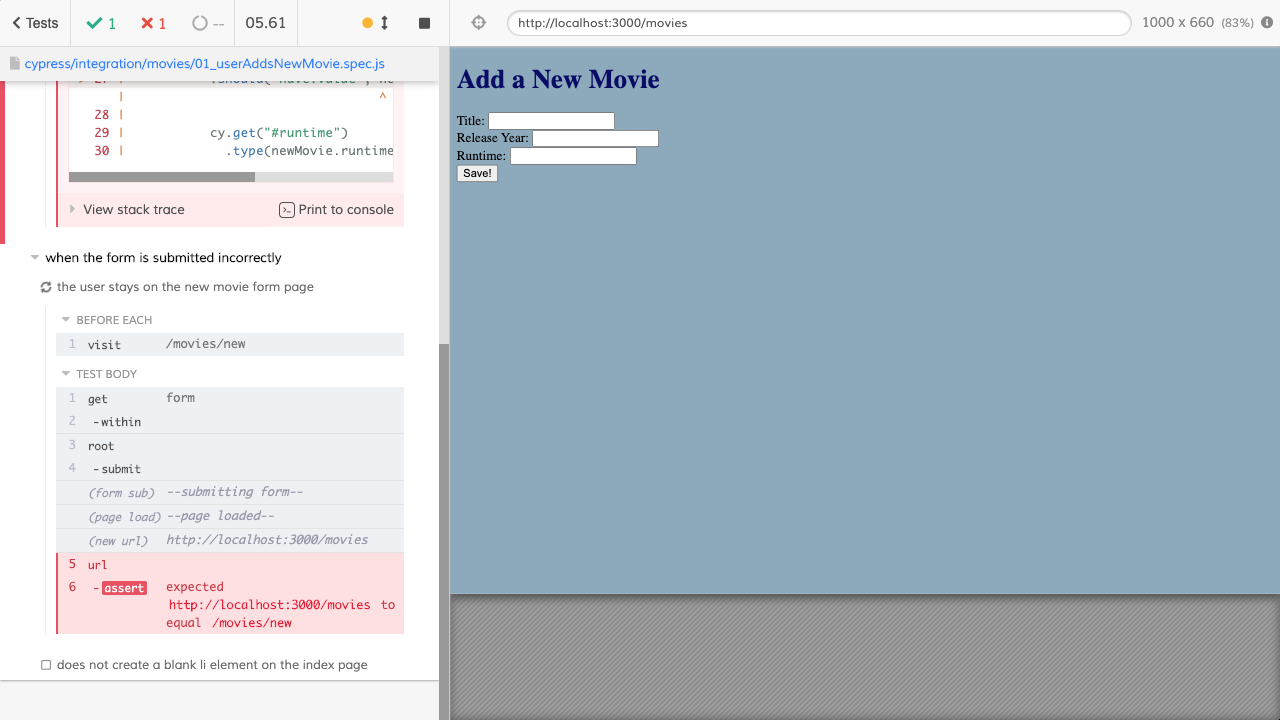 Tests 1 1 -- 05.61
http://localhost:3000/movies 1000 x 660 (83%)
cypress/integration/movies/01_userAddsNewMovie.spec.js
| ^
28 |
29 | cy.get("#runtime")
30 | .type(newMovie.runtime
View stack trace Print to console
when the form is submitted incorrectly
the user stays on the new movie form page
BEFORE EACH
1 visit /movies/new
TEST BODY
1 get form
2 -within
3 root
4 -submit
(form sub) --submitting form--
(page load) --page loaded--
(new url) http://localhost:3000/movies
5 url
6 -assert expected
http://localhost:3000/movies to
equal /movies/new
does not create a blank li element on the index page
Add a New Movie
Title:
Release Year:
Runtime:
Save!